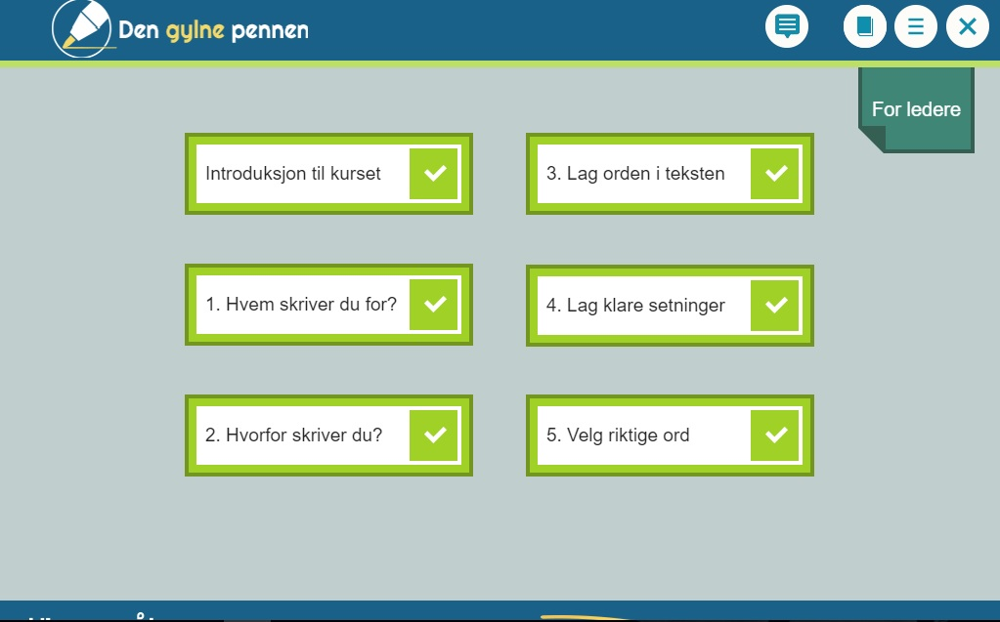 Den gylne pennen
For ledere
Introduksjon til kurset
1. Hvem skriver du for?
2. Hvorfor skriver du?
3. Lag orden i teksten
4. Lag klare setninger
5. Velg riktige ord